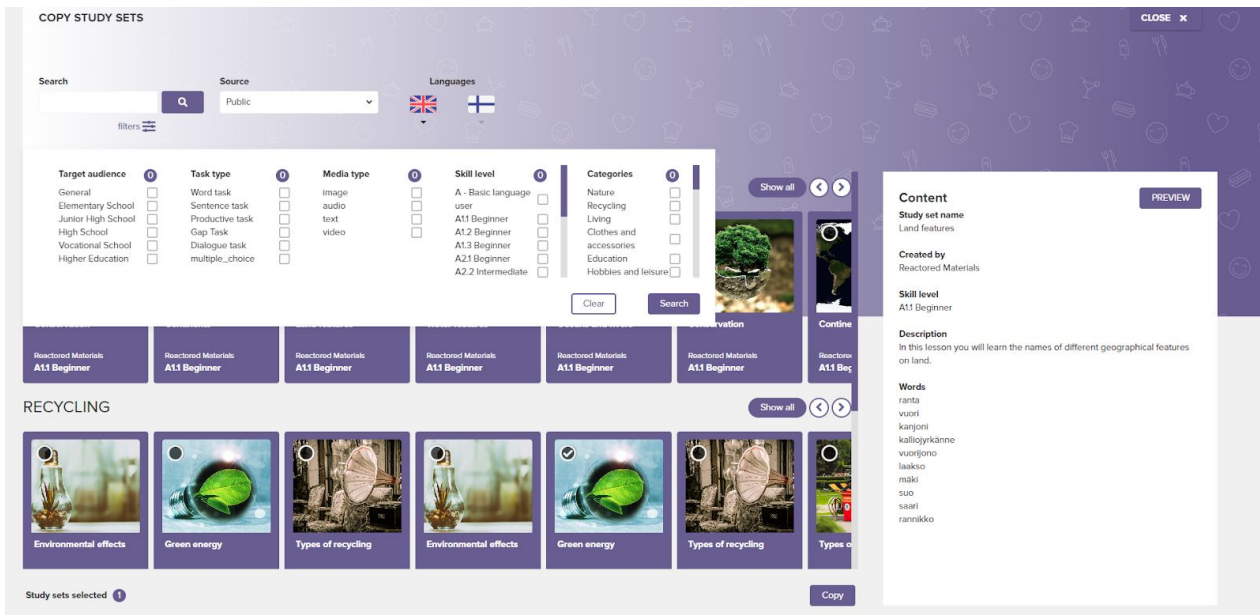 COPY STUDY SETS
CLOSE X
Search
Source
Languages
Public
filters
Target audience 0
General
Elementary School
Junior High School
High School
Vocational School
Higher Education
Task type 0
Word task
Sentence task
Productive task
Gap Task
Dialogue task
multiple_choice
Media type 0
image
audio
text
video
Skill level 0
A - Basic language
user
A1.1 Beginner
A1.2 Beginner
A1.3 Beginner
A2.1 Beginner
A2.2 Intermediate
Categories 0
Nature
Recycling
Living
Clothes and
accessories
Education
Hobbies and leisure
Clear
Search
Show all
Reactored Materials
A1.1 Beginner
Reactored Materials
A1.1 Beginner
Reactored Materials
A1.1 Beginner
Reactored Materials
A1.1 Beginner
Reactored Materials
A1.1 Beginner
Reactored Materials
A1.1 Beginner
Contine
Reactore
A1.1 Beg
RECYCLING
Show all
Environmental effects
Green energy
Types of recycling
Environmental effects
Green energy
Types of recycling
Types o
Study sets selected 1
Copy
Content
PREVIEW
Study set name
Land features
Created by
Reactored Materials
Skill level
A1.1 Beginner
Description
In this lesson you will learn the names of different geographical features
on land.
Words
ranta
vuori
kanjoni
kalliojyrkänne
vuorijono
laakso
mäki
suo
saari
rannikko